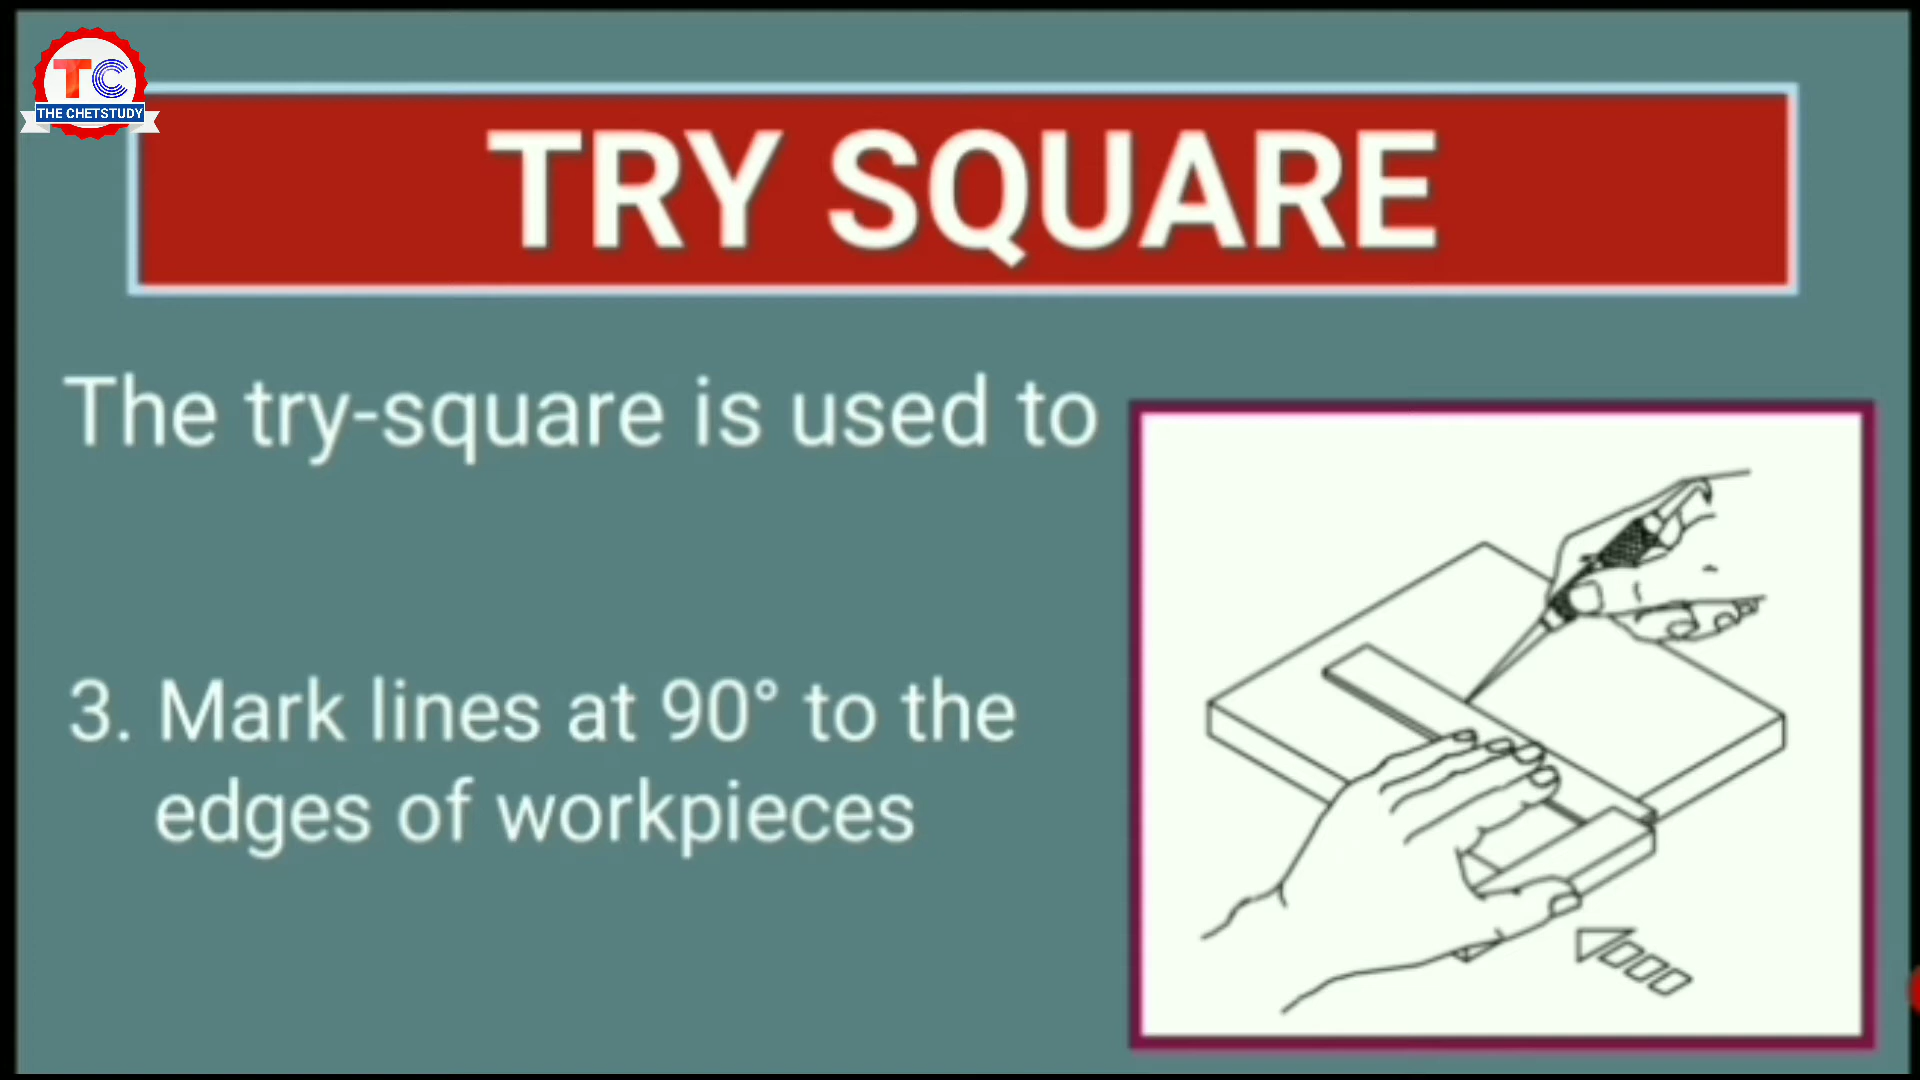 TC
THE CHETSTUDY
TRY SQUARE
The try-square is used to
3. Mark lines at 90° to the
edges of workpieces